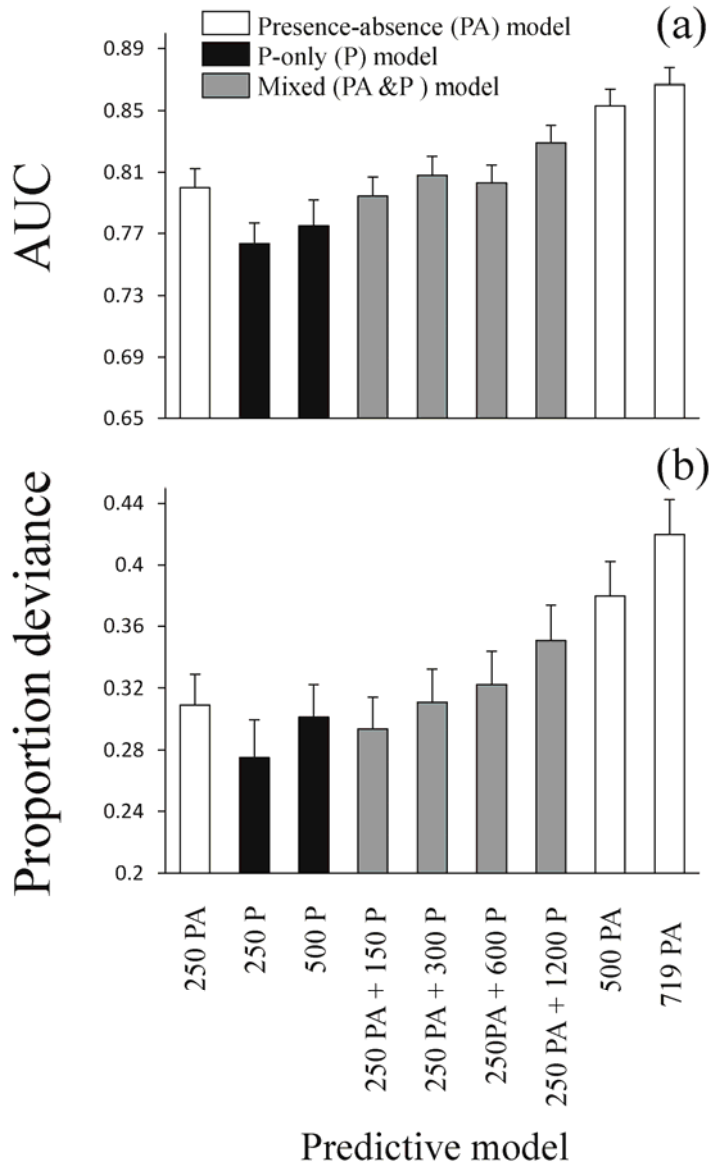 Presence-absence (PA) model
P-only (P) model
Mixed (PA &P ) model
(a)
AUC
0.89
0.85
0.81
0.77
0.73
0.69
0.65
(b)
Proportion deviance
0.44
0.4
0.36
0.32
0.28
0.24
0.2
250 PA
250 P
500 P
250 PA + 150 P
250 PA + 300 P
250PA + 600 P
250 PA + 1200 P
500 PA
719 PA
Predictive model